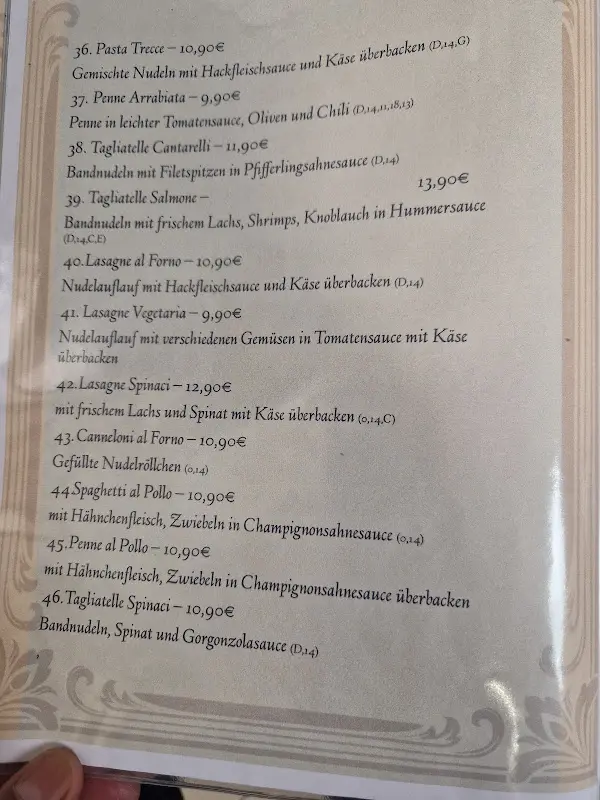 36. Pasta Trecce – 10,90€
Gemischte Nudeln mit Hackfleischsauce und Käse überbacken (D,14,G)
37. Penne Arrabiata – 9,90€
Penne in leichter Tomatensauce, Oliven und Chili (D,14,11,18,13)
38. Tagliatelle Cantarelli – 11,90€
Bandnudeln mit Filetspitzen in Pfifferlingsahnesauce (D,14)
39. Tagliatelle Salmone – 13,90€
Bandnudeln mit frischem Lachs, Shrimps, Knoblauch in Hummersauce
(D,14,C,E)
40.Lasagne al Forno – 10,90€
Nudelauflauf mit Hackfleischsauce und Käse überbacken (D,14)
41. Lasagne Vegetaria – 9,90€
Nudelauflauf mit verschiedenen Gemüsen in Tomatensauce mit Käse
überbacken
42.Lasagne Spinaci – 12,90€
mit frischem Lachs und Spinat mit Käse überbacken (0,14,C)
43. Canneloni al Forno – 10,90€
Gefüllte Nudelröllchen (0,14)
44.Spaghetti al Pollo – 10,90€
mit Hähnchenfleisch, Zwiebeln in Champignonsahnesauce (0,14)
45.Penne al Pollo – 10,90€
mit Hähnchenfleisch, Zwiebeln in Champignonsahnesauce überbacken
46.Tagliatelle Spinaci – 10,90€
Bandnudeln, Spinat und Gorgonzolasauce (D,14)